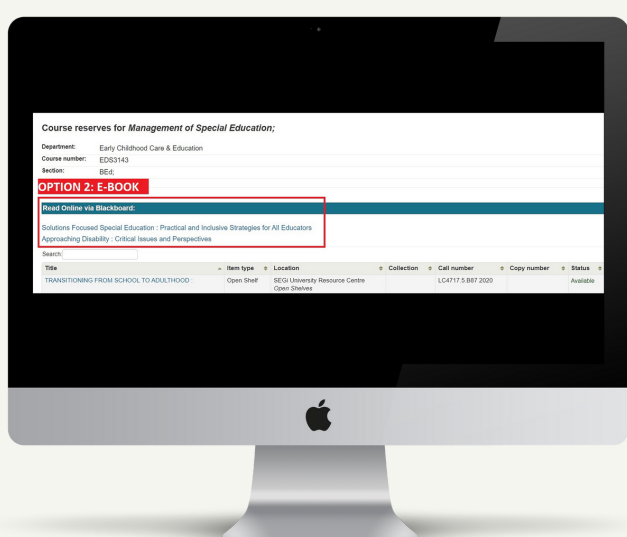 Course reserves for Management of Special Education;
Department: Early Childhood Care & Education
Course number: EDS3143
Section: BEd;
OPTION 2: E-BOOK
Read Online via Blackboard:
Solutions Focused Special Education : Practical and Inclusive Strategies for All Educators
Approaching Disability : Critical Issues and Perspectives
Search
Title Item type Location Collection Call number Copy number Status
TRANSITIONING FROM SCHOOL TO ADULTHOOD : Open Shelf SEGi University Resource Centre LC4717.5.B87 2020 Available
Open Shelves